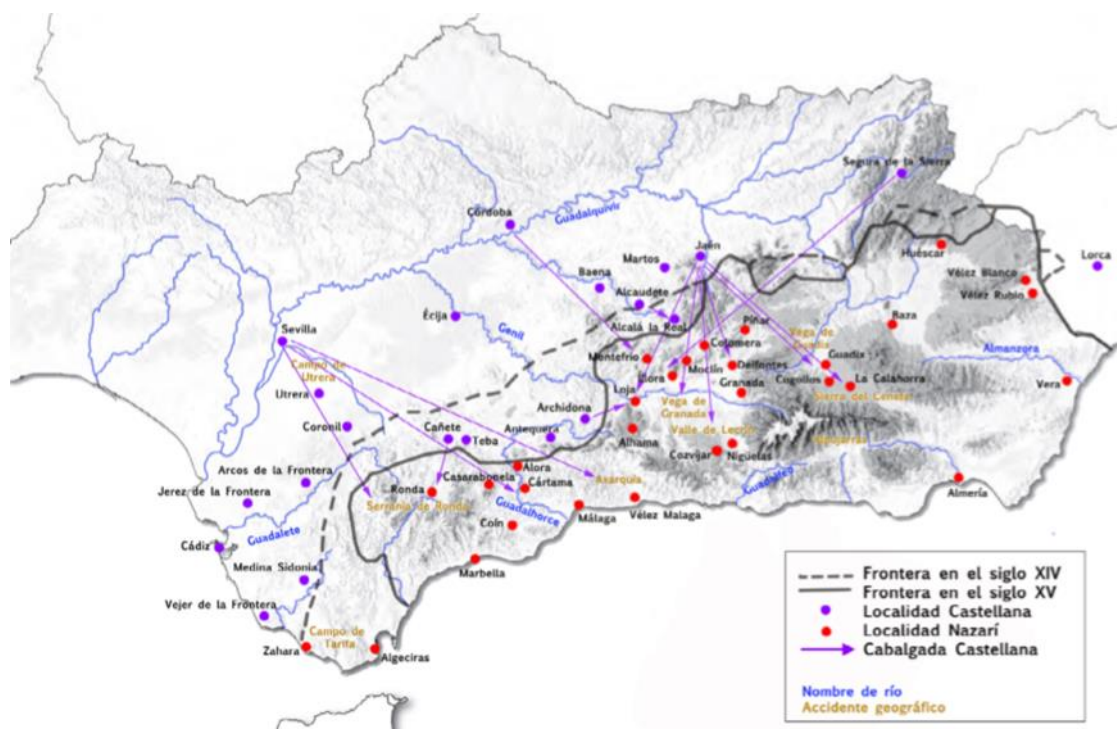 Segura de la Sierra
Córdoba
Guadalquivir
Jaén
Martos
Huéscar
Lorca
Baena
Vélez Blanco
Alcaudete
Vélez Rubio
Écija
Sevilla
Alcalá la Real
Piñar
Baza
Genil
Colomera
Vega de
Montefrío
Moclín
Deifontes
Guadix
Almanzora
Campo de
Utrera
Íllora
Cogollos
La Calahorra
Vera
Utrera
Loja
Granada
Sierra del Cenete
Vega de
Granada
Archidona
Coronil
Cañete
Teba
Antequera
Alhama
Valle de Lecrín
Alpujarras
Cozvijar
Nigüelas
Arcos de la Frontera
Álora
Casarabonela
Axarquía
Guadalfeo
Almería
Jerez de la Frontera
Ronda
Cártama
Serranía de Ronda
Guadalhorce
Málaga
Vélez Malaga
Guadalete
Coín
Cádiz
Marbella
Medina Sidonia
Vejer de la Frontera
Campo de
Tarifa
Zahara
Algeciras
Frontera en el siglo XIV
Frontera en el siglo XV
Localidad Castellana
Localidad Nazarí
Cabalgada Castellana
Nombre de río
Accidente geográfico